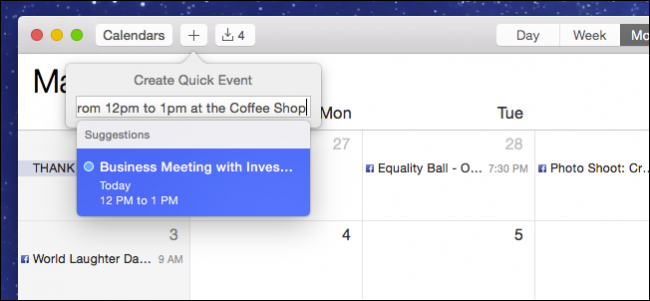 Calendars + 4 Day Week Mo
Ma
Create Quick Event
rom 12pm to 1pm at the Coffee Shop
Mon Tue
Suggestions
27 28
THANK
Business Meeting with Inves...
Equality Ball - O... 7:30 PM
Photo Shoot: Cr...
Today
12 PM to 1 PM
3 4 5
World Laughter Da... 9 AM